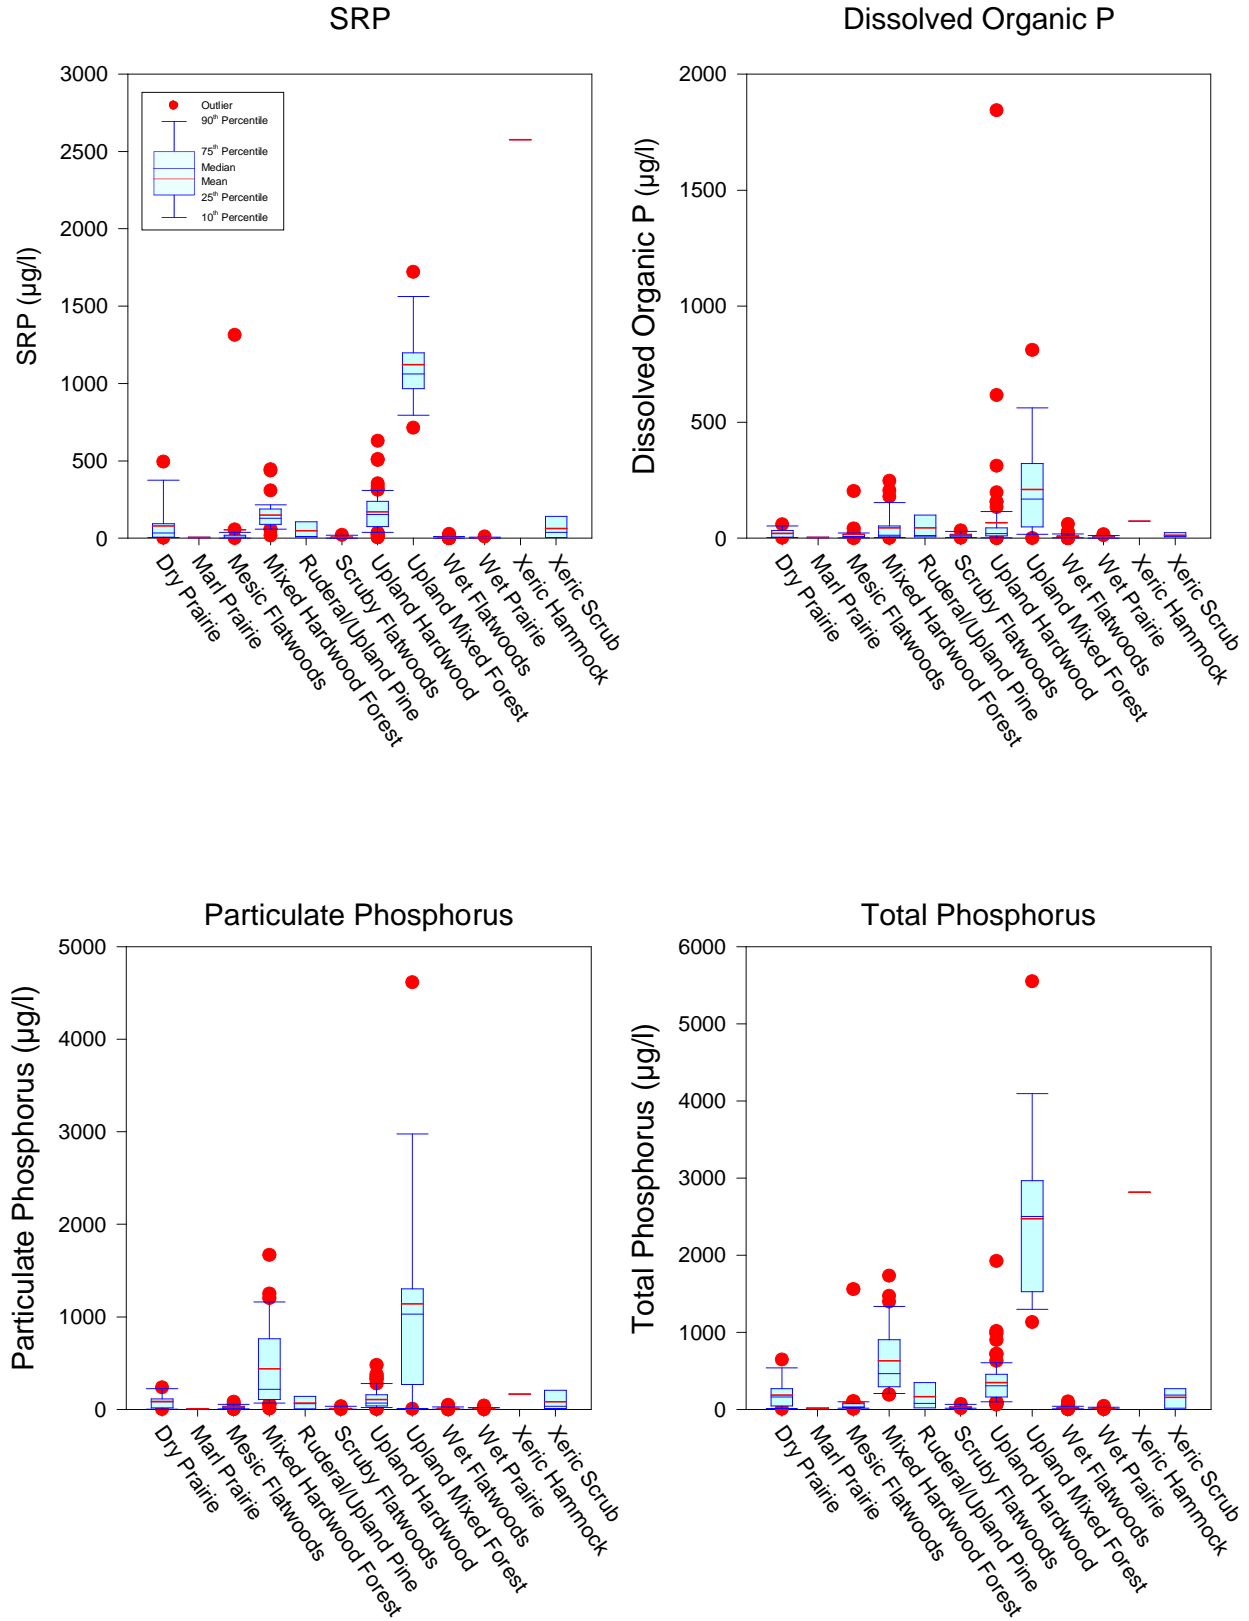 SRP
3000
2500
2000
1500
1000
500
0
SRP (µg/l)
Outlier
90th Percentile
75th Percentile
Median
Mean
25th Percentile
10th Percentile
Dry Prairie
Marl Prairie
Mesic Flatwoods
Mixed Hardwood Forest
Ruderal/Upland Pine
Scruby Flatwoods
Upland Hardwood
Upland Mixed Forest
Wet Flatwoods
Wet Prairie
Xeric Hammock
Xeric Scrub
Dissolved Organic P
2000
1500
1000
500
0
Dissolved Organic P (µg/l)
Dry Prairie
Marl Prairie
Mesic Flatwoods
Mixed Hardwood Forest
Ruderal/Upland Pine
Scruby Flatwoods
Upland Hardwood
Upland Mixed Forest
Wet Flatwoods
Wet Prairie
Xeric Hammock
Xeric Scrub
Particulate Phosphorus
5000
4000
3000
2000
1000
0
Particulate Phosphorus (µg/l)
Dry Prairie
Marl Prairie
Mesic Flatwoods
Mixed Hardwood Forest
Ruderal/Upland Pine
Scruby Flatwoods
Upland Hardwood
Upland Mixed Forest
Wet Flatwoods
Wet Prairie
Xeric Hammock
Xeric Scrub
Total Phosphorus
6000
5000
4000
3000
2000
1000
0
Total Phosphorus (µg/l)
Dry Prairie
Marl Prairie
Mesic Flatwoods
Mixed Hardwood Forest
Ruderal/Upland Pine
Scruby Flatwoods
Upland Hardwood
Upland Mixed Forest
Wet Flatwoods
Wet Prairie
Xeric Hammock
Xeric Scrub